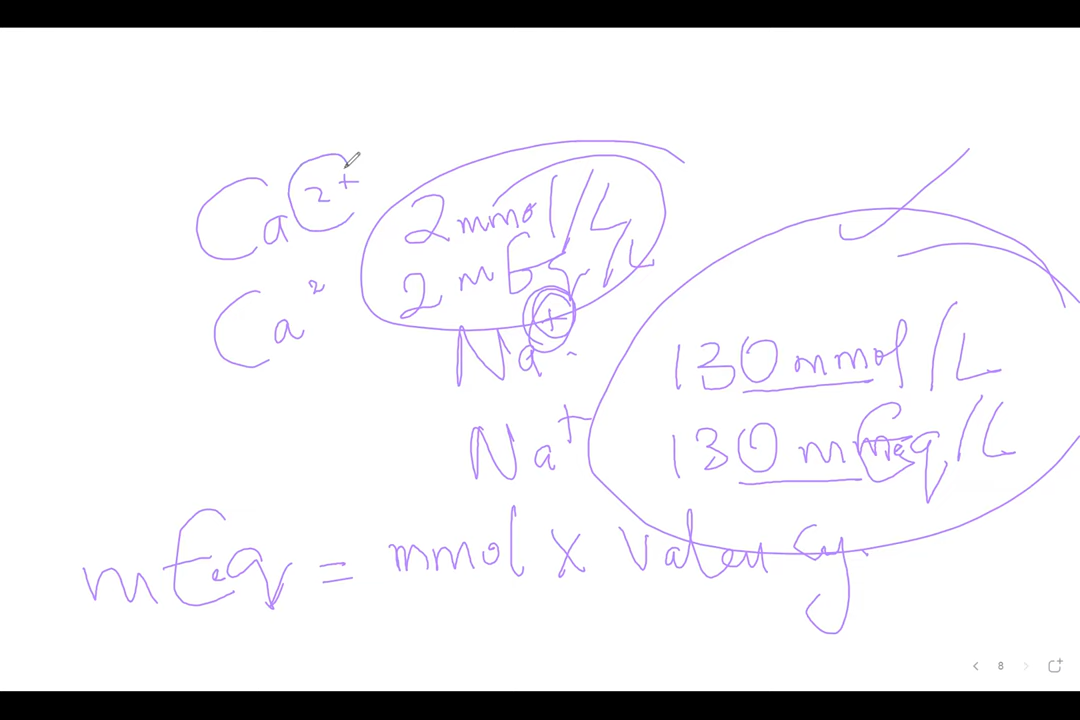 Ca2+ 2 mmol/L
Ca2 2 mEq/L
Na+ 130 mmol/L
Na+ 130 mEq/L
mEq = mmol X Valency.
8